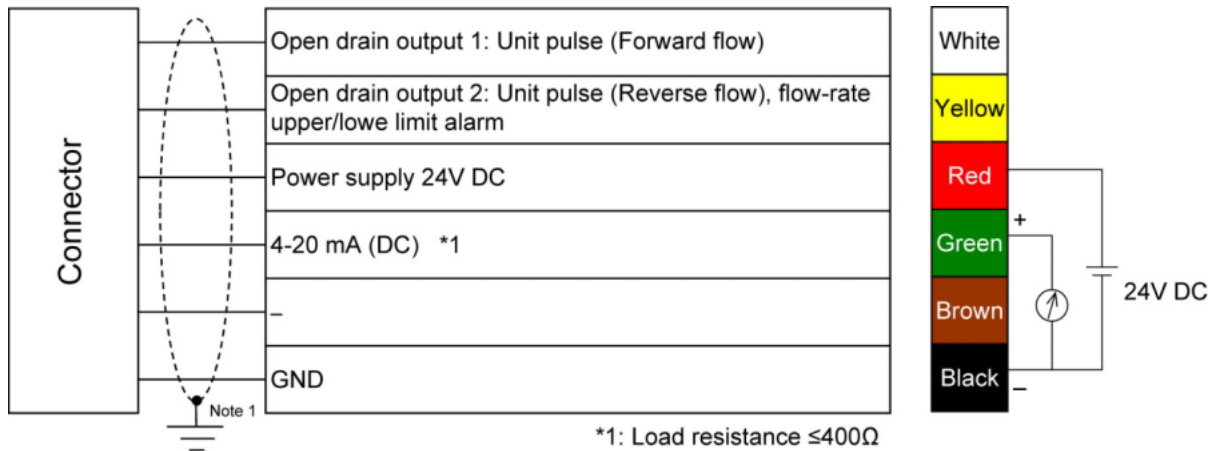 Connector
Open drain output 1: Unit pulse (Forward flow)
Open drain output 2: Unit pulse (Reverse flow), flow-rate
upper/lowe limit alarm
Power supply 24V DC
4-20 mA (DC) *1
–
GND
Note 1
*1: Load resistance ≤400Ω
White
Yellow
Red
Green
Brown
Black
+
–
24V DC